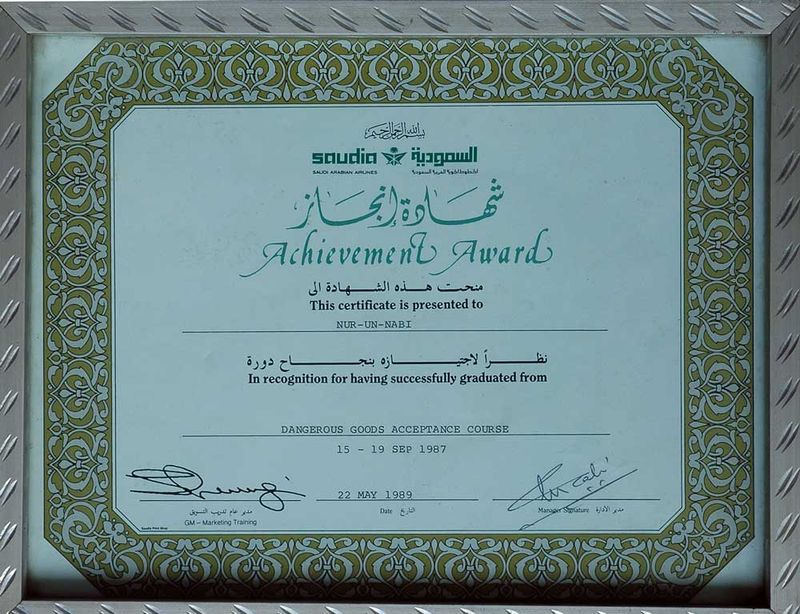 بسم الله الرحمن الرحيم
saudia السعودية
SAUDI ARABIAN AIRLINES الخطوط الجوية العربية السعودية
شهادة إنجاز
Achievement Award
منحت هذه الشهادة الى
This certificate is presented to
NUR-UN-NABI
نظراً لاجتيازه بنجاح دورة
In recognition for having successfully graduated from
DANGEROUS GOODS ACCEPTANCE COURSE
15 - 19 SEP 1987
22 MAY 1989
مدير عام تدريب التسويق
GM – Marketing Training
Date التاريخ
Manager Signature مدير الادارة
Saudia Print Shop